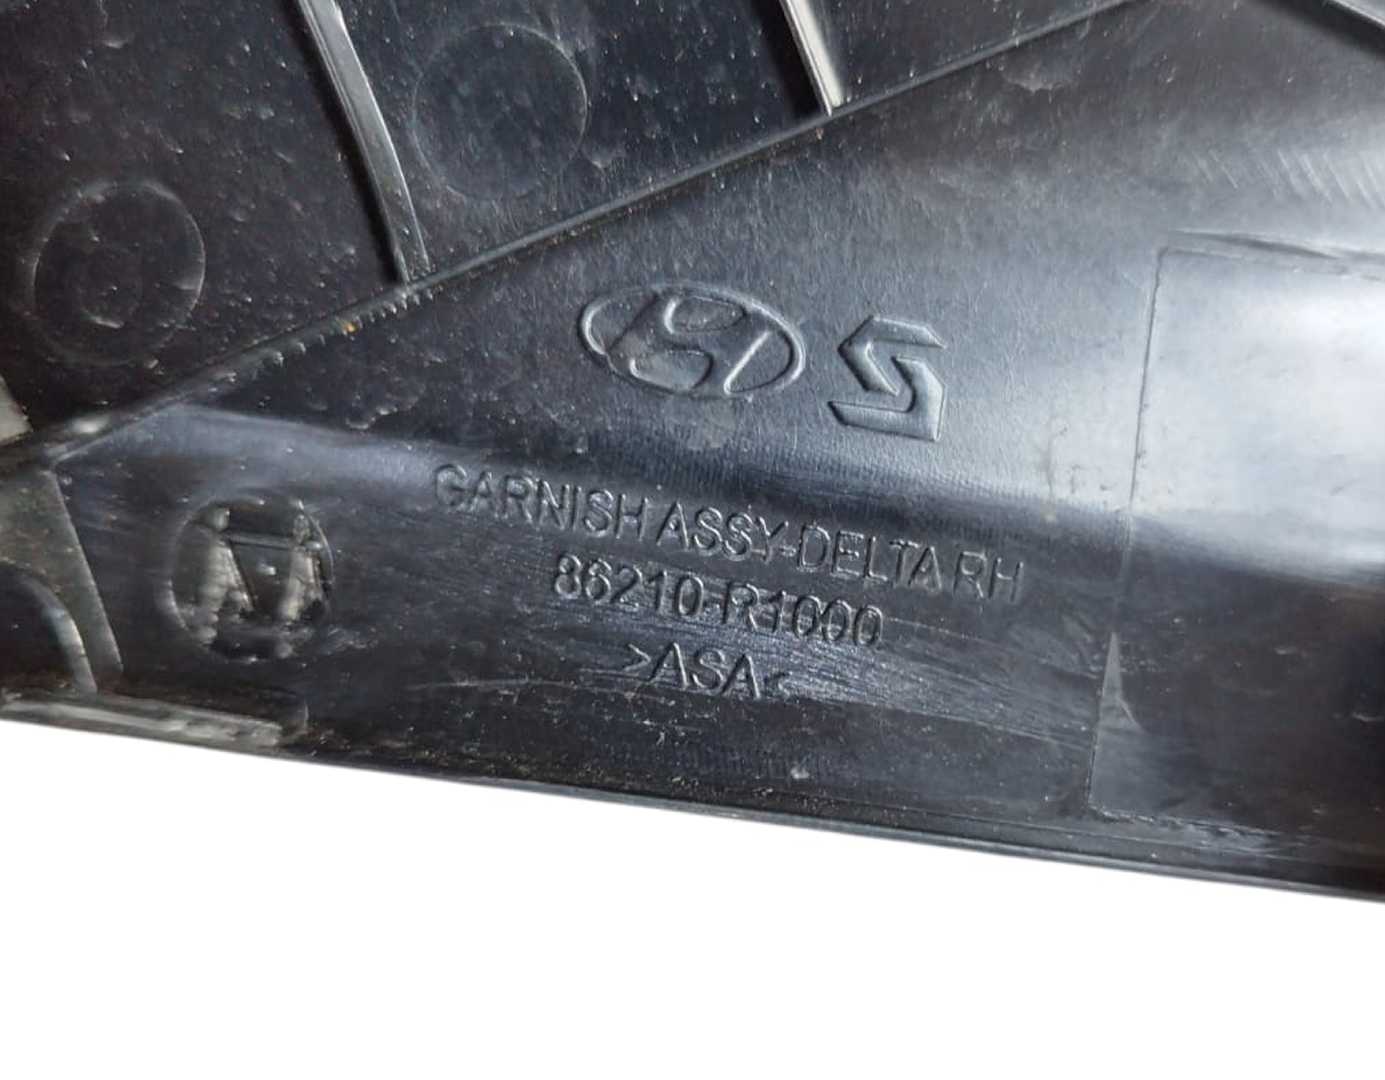 GARNISH ASSY-DELTA RH
86210-R1000
>ASA<